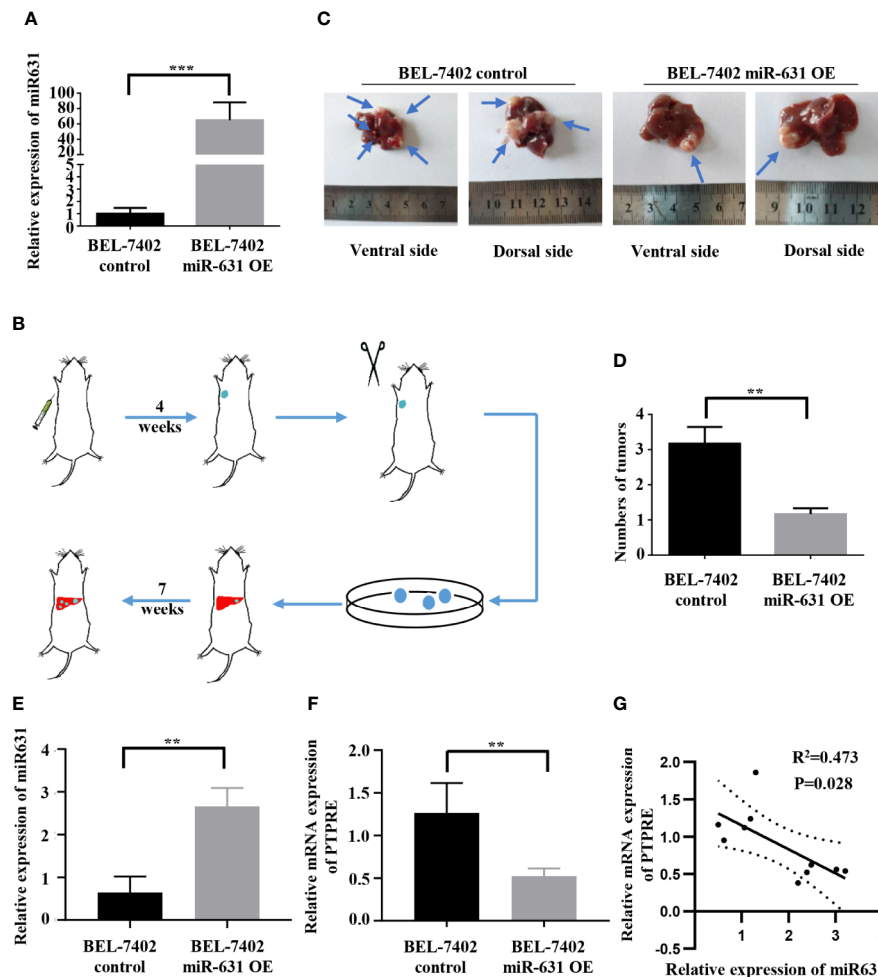 A
Relative expression of miR631
***
100
80
60
40
20
5
4
3
2
1
0
BEL-7402 control
BEL-7402 miR-631 OE
C
BEL-7402 control
BEL-7402 miR-631 OE
1 2 3 4 5 6 7
10 11 12 13 14
2 3 4 5 6 7
9 10 11 12
Ventral side
Dorsal side
Ventral side
Dorsal side
B
4
weeks
7
weeks
D
Numbers of tumors
**
4
3
2
1
0
BEL-7402 control
BEL-7402 miR-631 OE
E
Relative expression of miR631
**
4
3
2
1
0
BEL-7402 control
BEL-7402 miR-631 OE
F
Relative mRNA expression of PTPRE
**
2.0
1.5
1.0
0.5
0.0
BEL-7402 control
BEL-7402 miR-631 OE
G
Relative mRNA expression of PTPRE
R²=0.473
P=0.028
2.0
1.5
1.0
0.5
0.0
-0.5
1 2 3
Relative expression of miR63